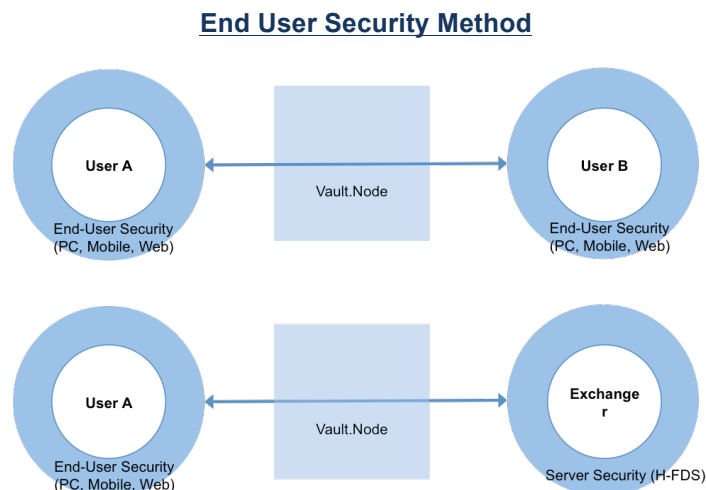 End User Security Method
User A
Vault.Node
User B
End-User Security
(PC, Mobile, Web)
End-User Security
(PC, Mobile, Web)
User A
Vault.Node
Exchange
r
End-User Security
(PC, Mobile, Web)
Server Security (H-FDS)